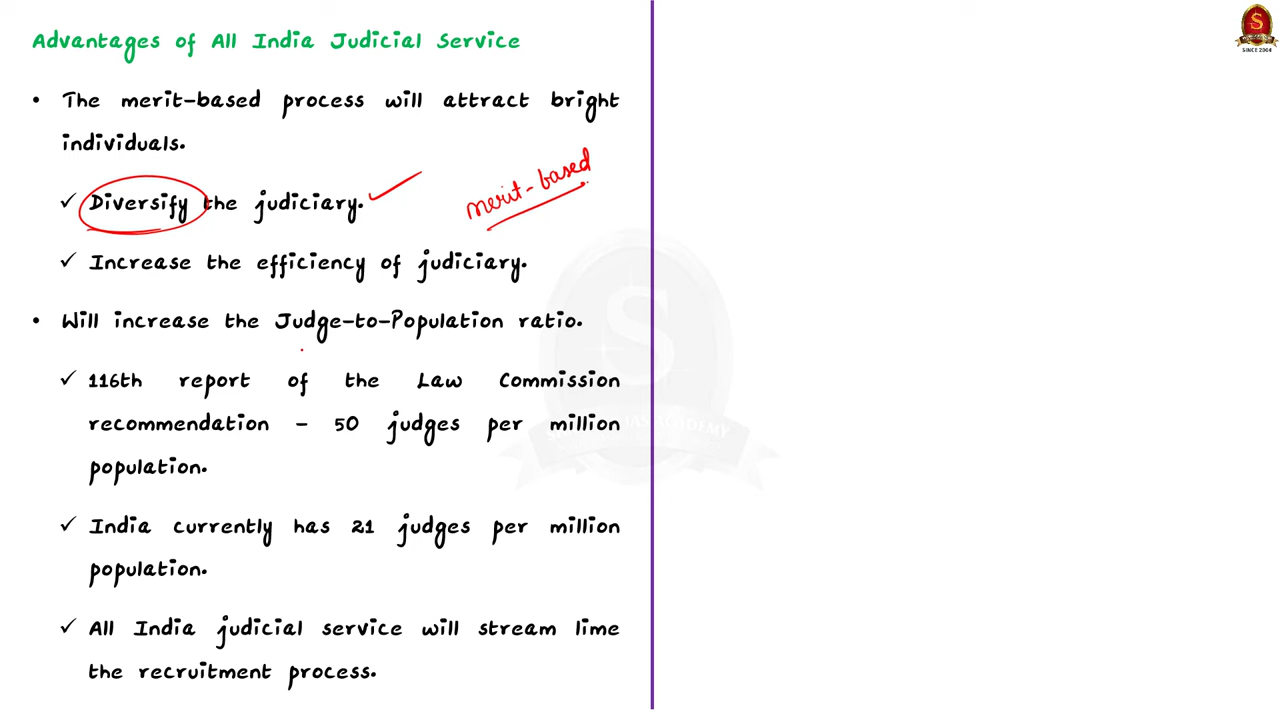 Advantages of All India Judicial Service
• The merit-based process will attract bright
individuals.
✓ Diversify the judiciary.
merit-based
✓ Increase the efficiency of judiciary.
• Will increase the Judge-to-Population ratio.
✓ 116th report of the Law Commission
recommendation - 50 judges per million
population.
✓ India currently has 21 judges per million
population.
✓ All India judicial service will stream lime
the recruitment process.
S
SINCE 2004